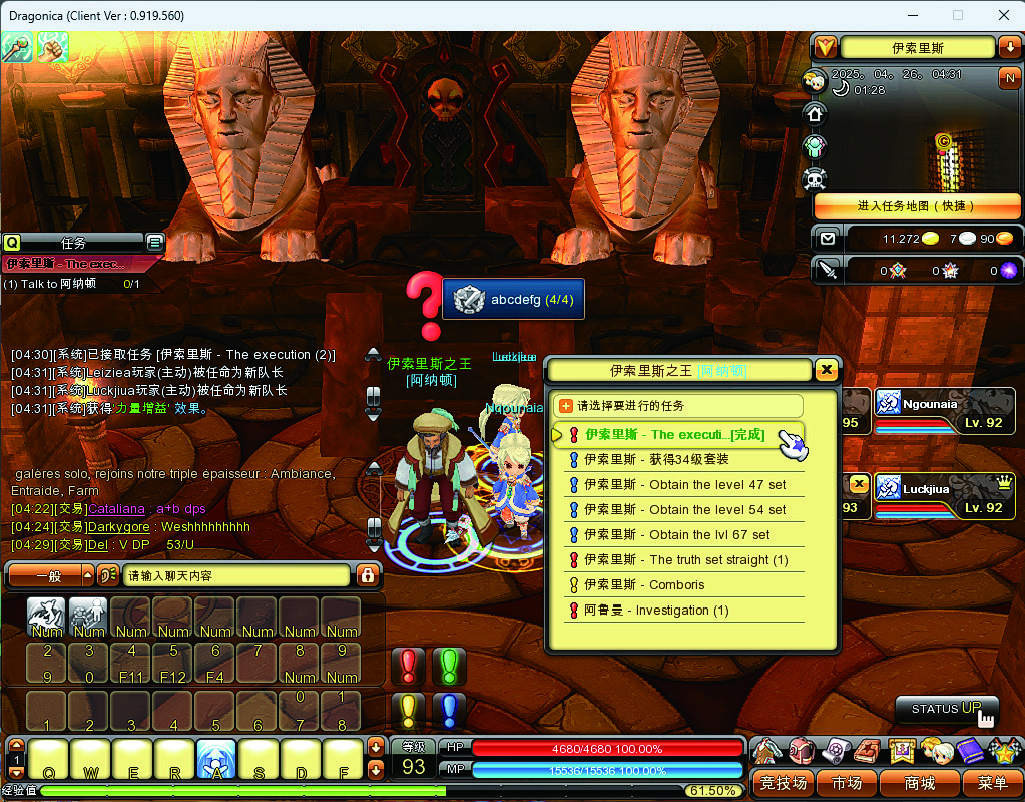 Dragonica (Client Ver : 0.919.560)
伊索里斯
2025。04。26。04:31
01:28
N
进入任务地图 ( 快捷 )
11.272 7 90
0 0 0
Q 任务
伊索里斯 - The exec...
(1) Talk to 阿纳顿 0/1
abcdefg (4/4)
[04:30][系统]已接取任务 [伊索里斯 - The execution (2)]
[04:31][系统]Leiziea玩家(主动)被任命为新队长
[04:31][系统]Luckjiua玩家(主动)被任命为新队长
[04:31][系统]获得'力量增益' 效果。
伊索里斯之王
[阿纳顿]
Luckjiua
Ngounaia
伊索里斯之王 [阿纳顿]
请选择要进行的任务
伊索里斯 - The executi...[完成]
伊索里斯 - 获得34级套装
伊索里斯 - Obtain the level 47 set
伊索里斯 - Obtain the level 54 set
伊索里斯 - Obtain the lvl 67 set
伊索里斯 - The truth set straight (1)
伊索里斯 - Comboris
阿鲁曼 - Investigation (1)
95
Ngounaia
Lv. 92
93
Luckjiua
Lv. 92
galères solo, rejoins notre triple épaisseur : Ambiance,
Entraide, Farm
[04:22][交易]Cataliana : a+b dps
[04:24][交易]Darkygore : Weshhhhhhhhh
[04:29][交易]Del : V DP 53/U
一般 请输入聊天内容
Num Num Num Num Num Num Num Num
2 3 4 5 6 7 8 9
9 0 F11 F12 F4 Num Num
0 1
1 2 3 4 5 6 7 8
STATUS UP
1
Q W E R A S D F
等级
93
HP 4680/4680 100.00%
MP 15536/15536 100.00%
竞技场 市场 商城 菜单
经验值 61.50%